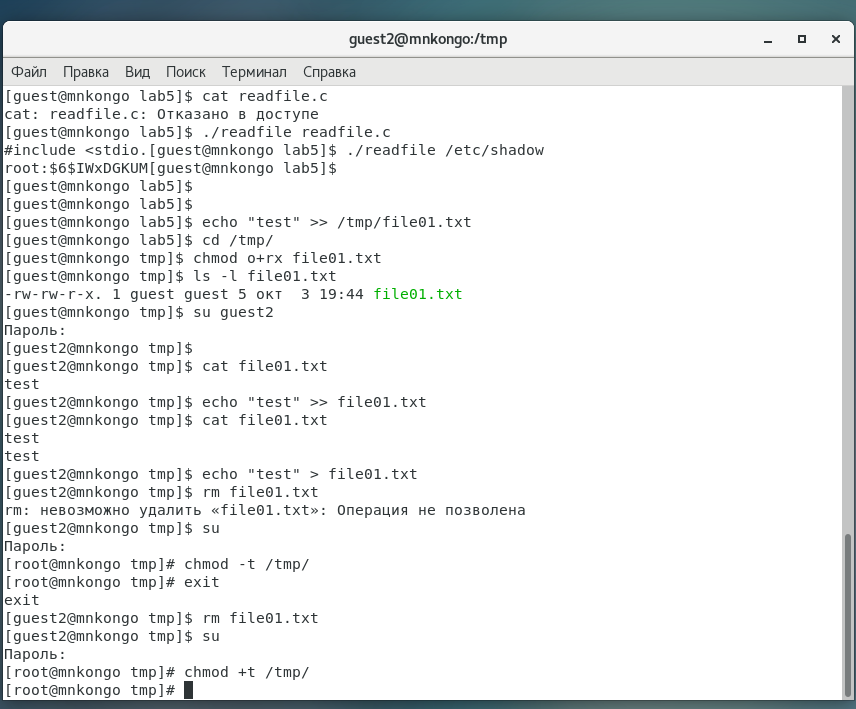 guest2@mnkongo:/tmp
Файл Правка Вид Поиск Терминал Справка
[guest@mnkongo lab5]$ cat readfile.c
cat: readfile.c: Отказано в доступе
[guest@mnkongo lab5]$ ./readfile readfile.c
#include <stdio.[guest@mnkongo lab5]$ ./readfile /etc/shadow
root:$6$IWxDGKUM[guest@mnkongo lab5]$
[guest@mnkongo lab5]$
[guest@mnkongo lab5]$
[guest@mnkongo lab5]$ echo "test" >> /tmp/file01.txt
[guest@mnkongo lab5]$ cd /tmp/
[guest@mnkongo tmp]$ chmod o+rx file01.txt
[guest@mnkongo tmp]$ ls -l file01.txt
-rw-rw-r-x. 1 guest guest 5 окт  3 19:44 file01.txt
[guest@mnkongo tmp]$ su guest2
Пароль:
[guest2@mnkongo tmp]$
[guest2@mnkongo tmp]$ cat file01.txt
test
[guest2@mnkongo tmp]$ echo "test" >> file01.txt
[guest2@mnkongo tmp]$ cat file01.txt
test
test
[guest2@mnkongo tmp]$ echo "test" > file01.txt
[guest2@mnkongo tmp]$ rm file01.txt
rm: невозможно удалить «file01.txt»: Операция не позволена
[guest2@mnkongo tmp]$ su
Пароль:
[root@mnkongo tmp]# chmod -t /tmp/
[root@mnkongo tmp]# exit
exit
[guest2@mnkongo tmp]$ rm file01.txt
[guest2@mnkongo tmp]$ su
Пароль:
[root@mnkongo tmp]# chmod +t /tmp/
[root@mnkongo tmp]#